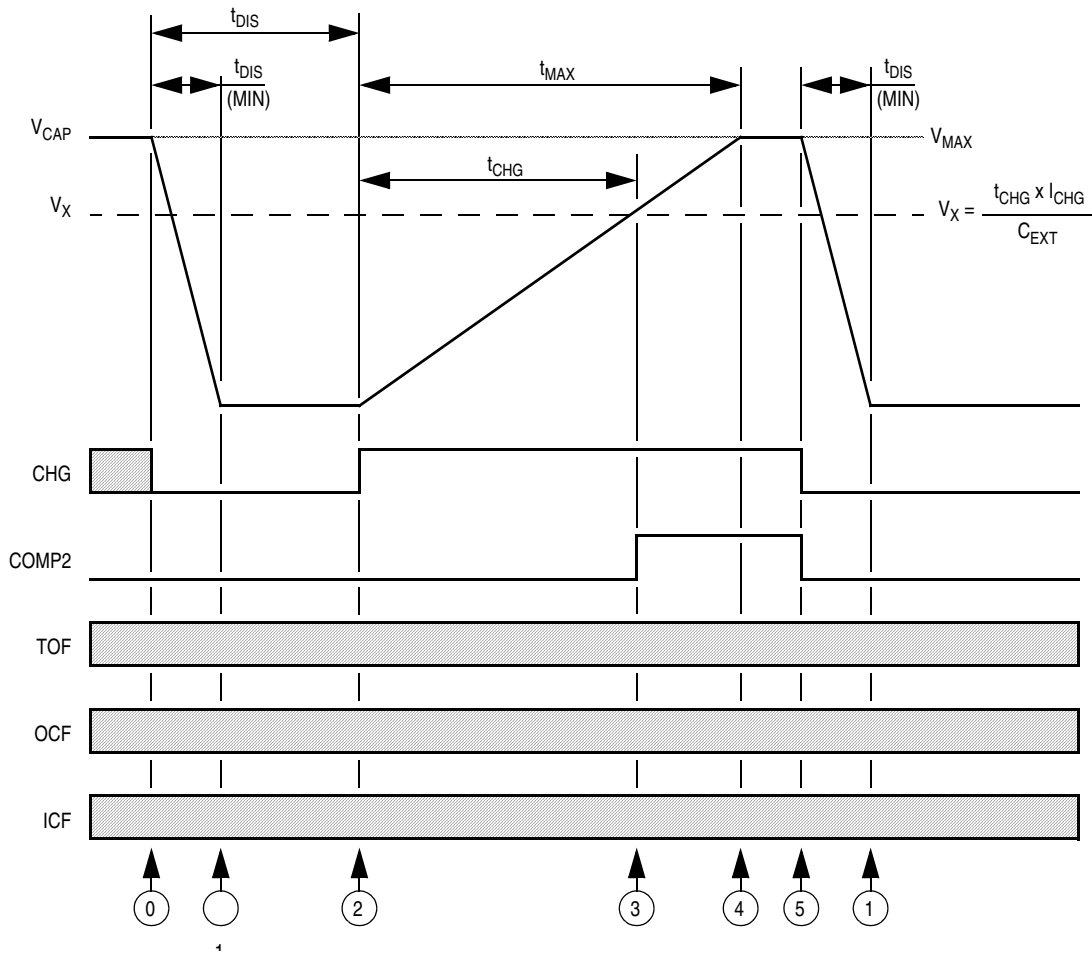 tDIS
tDIS
(MIN)
tMAX
tDIS
(MIN)
VCAP
VMAX
tCHG
VX
VX = tCHG x ICHG
CEXT
CHG
COMP2
TOF
OCF
ICF
0
2
3
4
5
1
1